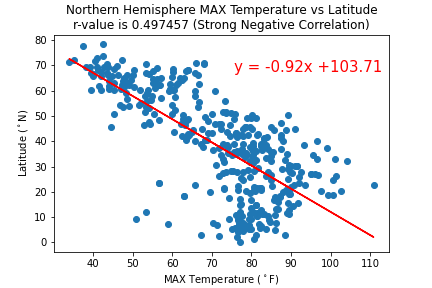 Northern Hemisphere MAX Temperature vs Latitude
r-value is 0.497457 (Strong Negative Correlation)
80
70
60
50
40
30
20
10
0
Latitude (°N)
y = -0.92x +103.71
40 50 60 70 80 90 100 110
MAX Temperature (°F)